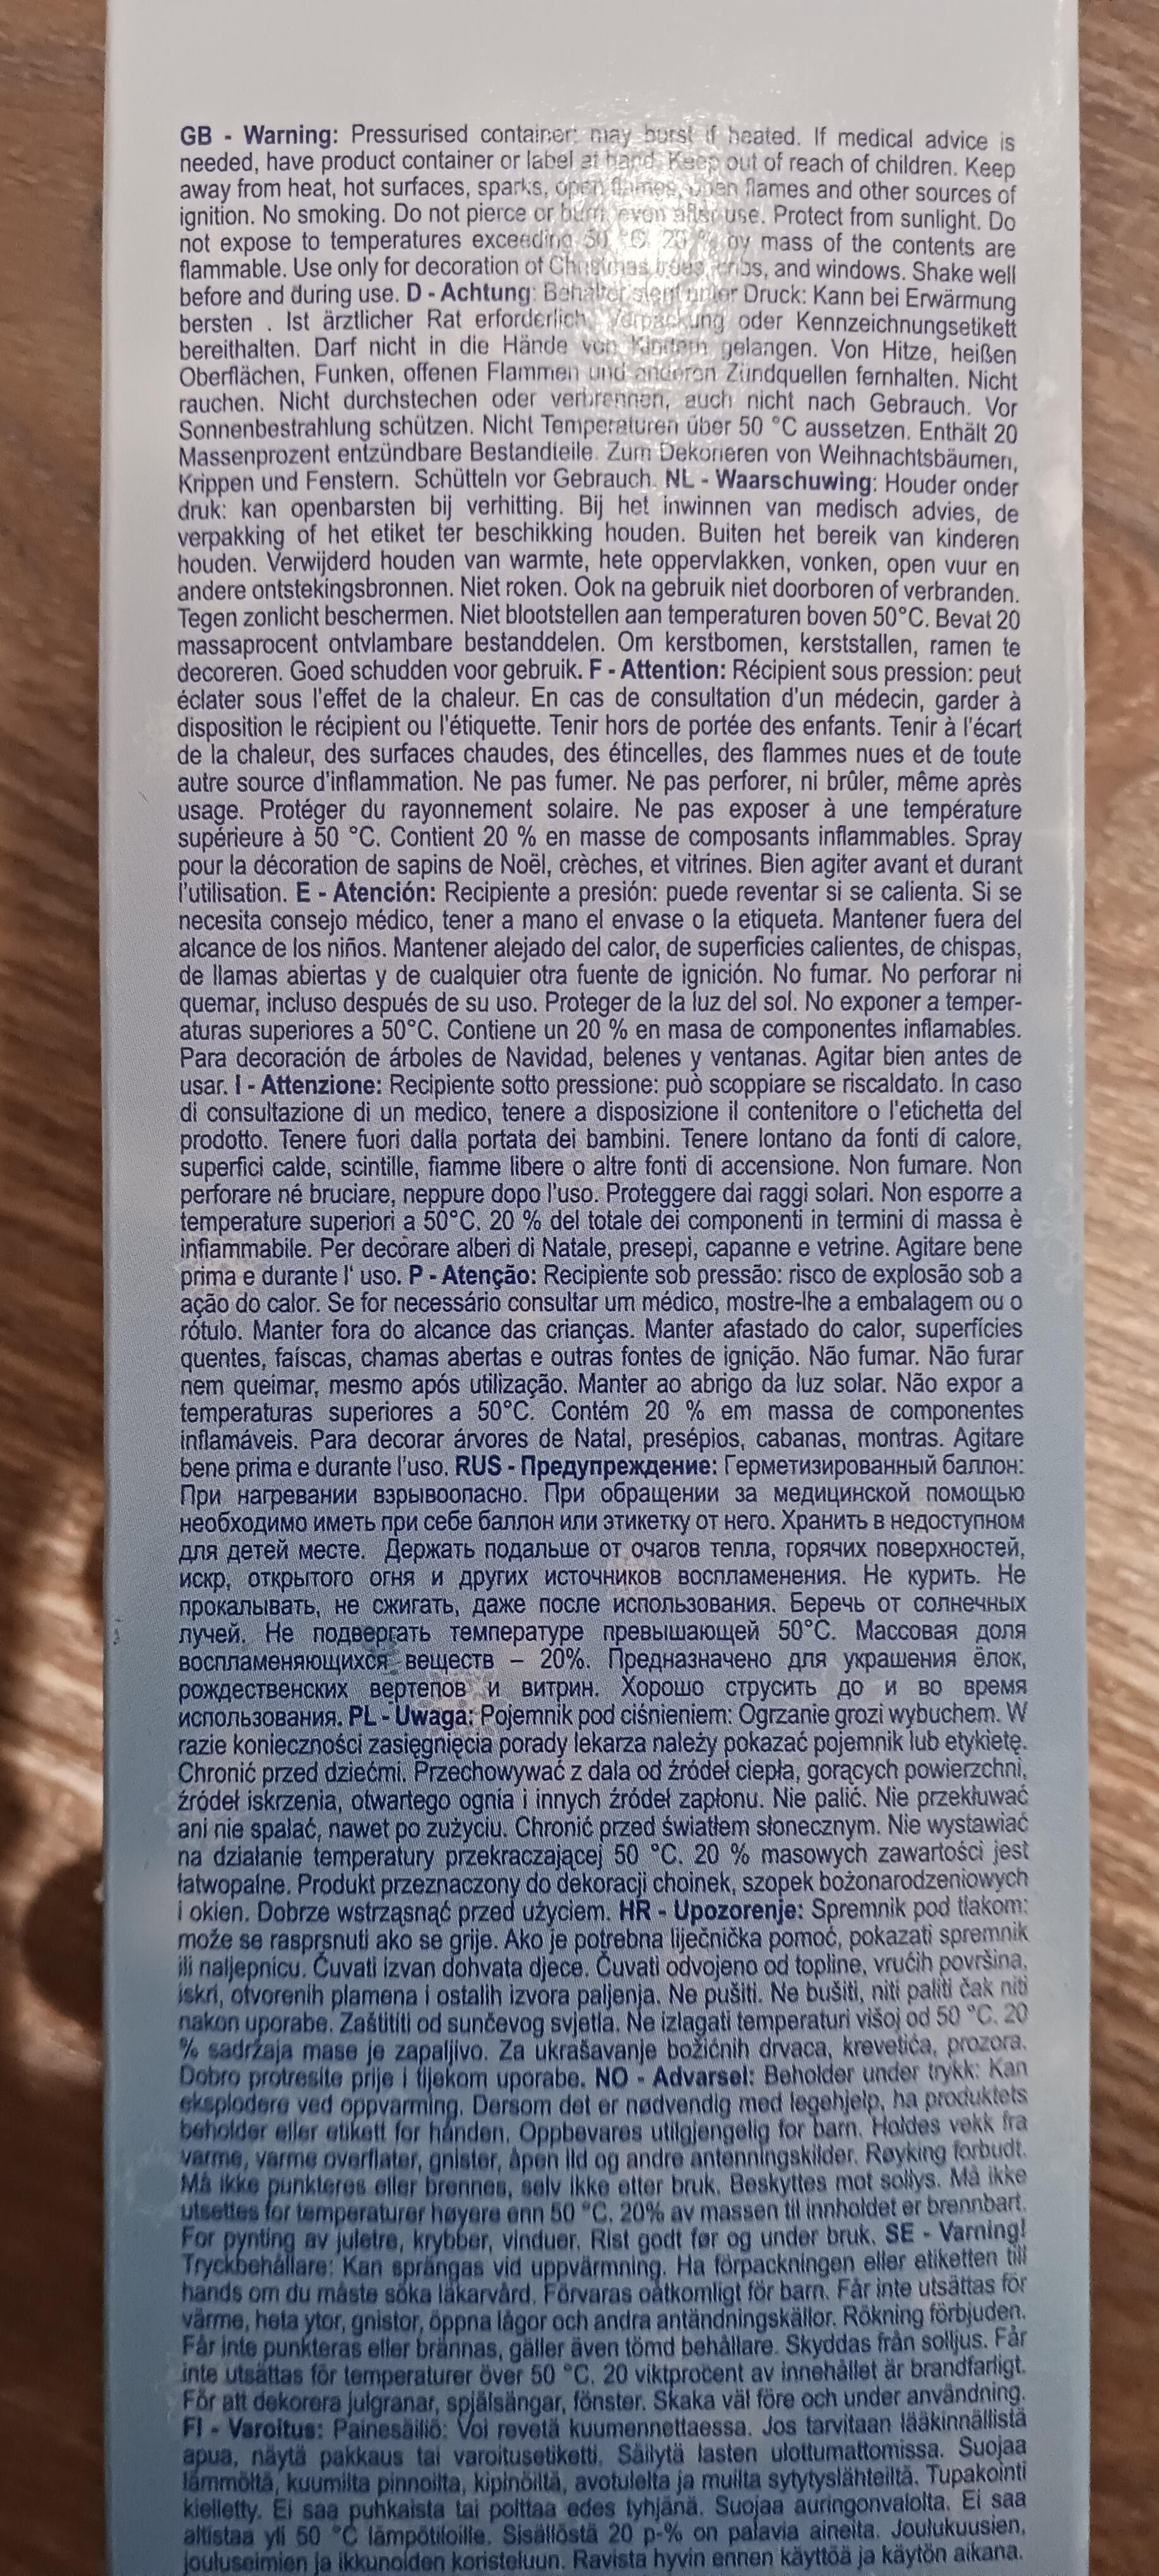 GB - Warning: Pressurised container: may burst if heated. If medical advice is
needed, have product container or label at hand. Keep out of reach of children. Keep
away from heat, hot surfaces, sparks, open flames, open flames and other sources of
ignition. No smoking. Do not pierce or burn, even after use. Protect from sunlight. Do
not expose to temperatures exceeding 50 °C. 20 % by mass of the contents are
flammable. Use only for decoration of Christmas trees, cribs, and windows. Shake well
before and during use. D - Achtung: Behälter steht unter Druck: Kann bei Erwärmung
bersten . Ist ärztlicher Rat erforderlich, Verpackung oder Kennzeichnungsetikett
bereithalten. Darf nicht in die Hände von Kindern gelangen. Von Hitze, heißen
Oberflächen, Funken, offenen Flammen und anderen Zündquellen fernhalten. Nicht
rauchen. Nicht durchstechen oder verbrennen, auch nicht nach Gebrauch. Vor
Sonnenbestrahlung schützen. Nicht Temperaturen über 50 °C aussetzen. Enthält 20
Massenprozent entzündbare Bestandteile. Zum Dekorieren von Weihnachtsbäumen,
Krippen und Fenstern. Schütteln vor Gebrauch. NL - Waarschuwing: Houder onder
druk: kan openbarsten bij verhitting. Bij het inwinnen van medisch advies, de
verpakking of het etiket ter beschikking houden. Buiten het bereik van kinderen
houden. Verwijderd houden van warmte, hete oppervlakken, vonken, open vuur en
andere ontstekingsbronnen. Niet roken. Ook na gebruik niet doorboren of verbranden.
Tegen zonlicht beschermen. Niet blootstellen aan temperaturen boven 50°C. Bevat 20
massaprocent ontvlambare bestanddelen. Om kerstbomen, kerststallen, ramen te
decoreren. Goed schudden voor gebruik. F - Attention: Récipient sous pression: peut
éclater sous l'effet de la chaleur. En cas de consultation d'un médecin, garder à
disposition le récipient ou l'étiquette. Tenir hors de portée des enfants. Tenir à l'écart
de la chaleur, des surfaces chaudes, des étincelles, des flammes nues et de toute
autre source d'inflammation. Ne pas fumer. Ne pas perforer, ni brûler, même après
usage. Protéger du rayonnement solaire. Ne pas exposer à une température
supérieure à 50 °C. Contient 20 % en masse de composants inflammables. Spray
pour la décoration de sapins de Noël, crèches, et vitrines. Bien agiter avant et durant
l'utilisation. E - Atención: Recipiente a presión: puede reventar si se calienta. Si se
necesita consejo médico, tener a mano el envase o la etiqueta. Mantener fuera del
alcance de los niños. Mantener alejado del calor, de superficies calientes, de chispas,
de llamas abiertas y de cualquier otra fuente de ignición. No fumar. No perforar ni
quemar, incluso después de su uso. Proteger de la luz del sol. No exponer a temper-
aturas superiores a 50°C. Contiene un 20 % en masa de componentes inflamables.
Para decoración de árboles de Navidad, belenes y ventanas. Agitar bien antes de
usar. I - Attenzione: Recipiente sotto pressione: può scoppiare se riscaldato. In caso
di consultazione di un medico, tenere a disposizione il contenitore o l'etichetta del
prodotto. Tenere fuori dalla portata dei bambini. Tenere lontano da fonti di calore,
superfici calde, scintille, fiamme libere o altre fonti di accensione. Non fumare. Non
perforare né bruciare, neppure dopo l'uso. Proteggere dai raggi solari. Non esporre a
temperature superiori a 50°C. 20 % del totale dei componenti in termini di massa è
infiammabile. Per decorare alberi di Natale, presepi, capanne e vetrine. Agitare bene
prima e durante l' uso. P - Atenção: Recipiente sob pressão: risco de explosão sob a
ação do calor. Se for necessário consultar um médico, mostre-lhe a embalagem ou o
rótulo. Manter fora do alcance das crianças. Manter afastado do calor, superfícies
quentes, faíscas, chamas abertas e outras fontes de ignição. Não fumar. Não furar
nem queimar, mesmo após utilização. Manter ao abrigo da luz solar. Não expor a
temperaturas superiores a 50°C. Contém 20 % em massa de componentes
inflamáveis. Para decorar árvores de Natal, presépios, cabanas, montras. Agitare
bene prima e durante l'uso. RUS - Предупреждение: Герметизированный баллон:
При нагревании взрывоопасно. При обращении за медицинской помощью
необходимо иметь при себе баллон или этикетку от него. Хранить в недоступном
для детей месте. Держать подальше от очагов тепла, горячих поверхностей,
искр, открытого огня и других источников воспламенения. Не курить. Не
прокалывать, не сжигать, даже после использования. Беречь от солнечных
лучей. Не подвергать температуре превышающей 50°C. Массовая доля
воспламеняющихся веществ – 20%. Предназначено для украшения ёлок,
рождественских вертепов и витрин. Хорошо струсить до и во время
использования. PL - Uwaga: Pojemnik pod ciśnieniem: Ogrzanie grozi wybuchem. W
razie konieczności zasięgnięcia porady lekarza należy pokazać pojemnik lub etykietę.
Chronić przed dziećmi. Przechowywać z dala od źródeł ciepła, gorących powierzchni,
źródeł iskrzenia, otwartego ognia i innych źródeł zapłonu. Nie palić. Nie przekłuwać
ani nie spalać, nawet po zużyciu. Chronić przed światłem słonecznym. Nie wystawiać
na działanie temperatury przekraczającej 50 °C. 20 % masowych zawartości jest
łatwopalne. Produkt przeznaczony do dekoracji choinek, szopek bożonarodzeniowych
i okien. Dobrze wstrząsnąć przed użyciem. HR - Upozorenje: Spremnik pod tlakom:
može se rasprsnuti ako se grije. Ako je potrebna liječnička pomoć, pokazati spremnik
ili naljepnicu. Čuvati izvan dohvata djece. Čuvati odvojeno od topline, vrućih površina,
iskri, otvorenih plamena i ostalih izvora paljenja. Ne pušiti. Ne bušiti, niti paliti čak niti
nakon uporabe. Zaštititi od sunčevog svjetla. Ne izlagati temperaturi višoj od 50 °C. 20
% sadržaja mase je zapaljivo. Za ukrašavanje božićnih drvaca, krevetića, prozora.
Dobro protresite prije i tijekom uporabe. NO - Advarsel: Beholder under trykk: Kan
eksplodere ved oppvarming. Dersom det er nødvendig med legehjelp, ha produktets
beholder eller etikett for hånden. Oppbevares utilgjengelig for barn. Holdes vekk fra
varme, varme overflater, gnister, åpen ild og andre antenningskilder. Røyking forbudt.
Må ikke punkteres eller brennes, selv ikke etter bruk. Beskyttes mot sollys. Må ikke
utsettes for temperaturer høyere enn 50 °C. 20% av massen til innholdet er brennbart.
For pynting av juletre, krybber, vinduer. Rist godt før og under bruk. SE - Varning!
Tryckbehållare: Kan sprängas vid uppvärmning. Ha förpackningen eller etiketten till
hands om du måste söka läkarvård. Förvaras oåtkomligt för barn. Får inte utsättas för
värme, heta ytor, gnistor, öppna lågor och andra antändningskällor. Rökning förbjuden.
Får inte punkteras eller brännas, gäller även tömd behållare. Skyddas från solljus. Får
inte utsättas för temperaturer över 50 °C. 20 viktprocent av innehållet är brandfarligt.
För att dekorera julgranar, spjälsängar, fönster. Skaka väl före och under användning.
FI - Varoitus: Painesäiliö: Voi revetä kuumennettaessa. Jos tarvitaan lääkinnällistä
apua, näytä pakkaus tai varoitusetiketti. Säilytä lasten ulottumattomissa. Suojaa
lämmöltä, kuumilta pinnoilta, kipinöiltä, avotulelta ja muilta sytytyslähteiltä. Tupakointi
kielletty. Ei saa puhkaista tai polttaa edes tyhjänä. Suojaa auringonvalolta. Ei saa
altistaa yli 50 °C lämpötiloille. Sisällöstä 20 p-% on palavia aineita. Joulukuusien,
jouluseimien ja ikkunoiden koristeluun. Ravista hyvin ennen käyttöä ja käytön aikana.